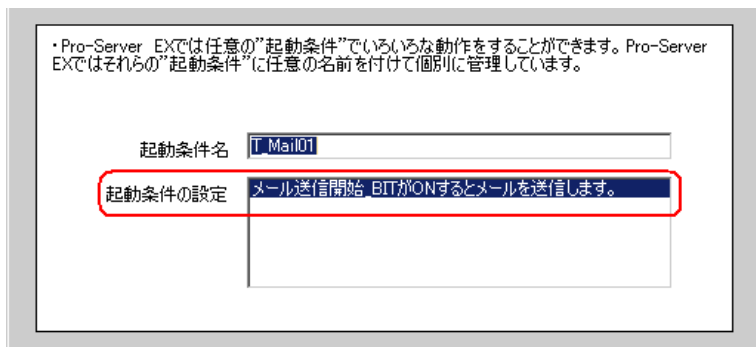 ・Pro-Server EXでは任意の”起動条件”でいろいろな動作をすることができます。Pro-Server
EXではそれらの”起動条件”に任意の名前を付けて個別に管理しています。
起動条件名 T_Mail01
起動条件の設定 メール送信開始_BITがONするとメールを送信します。